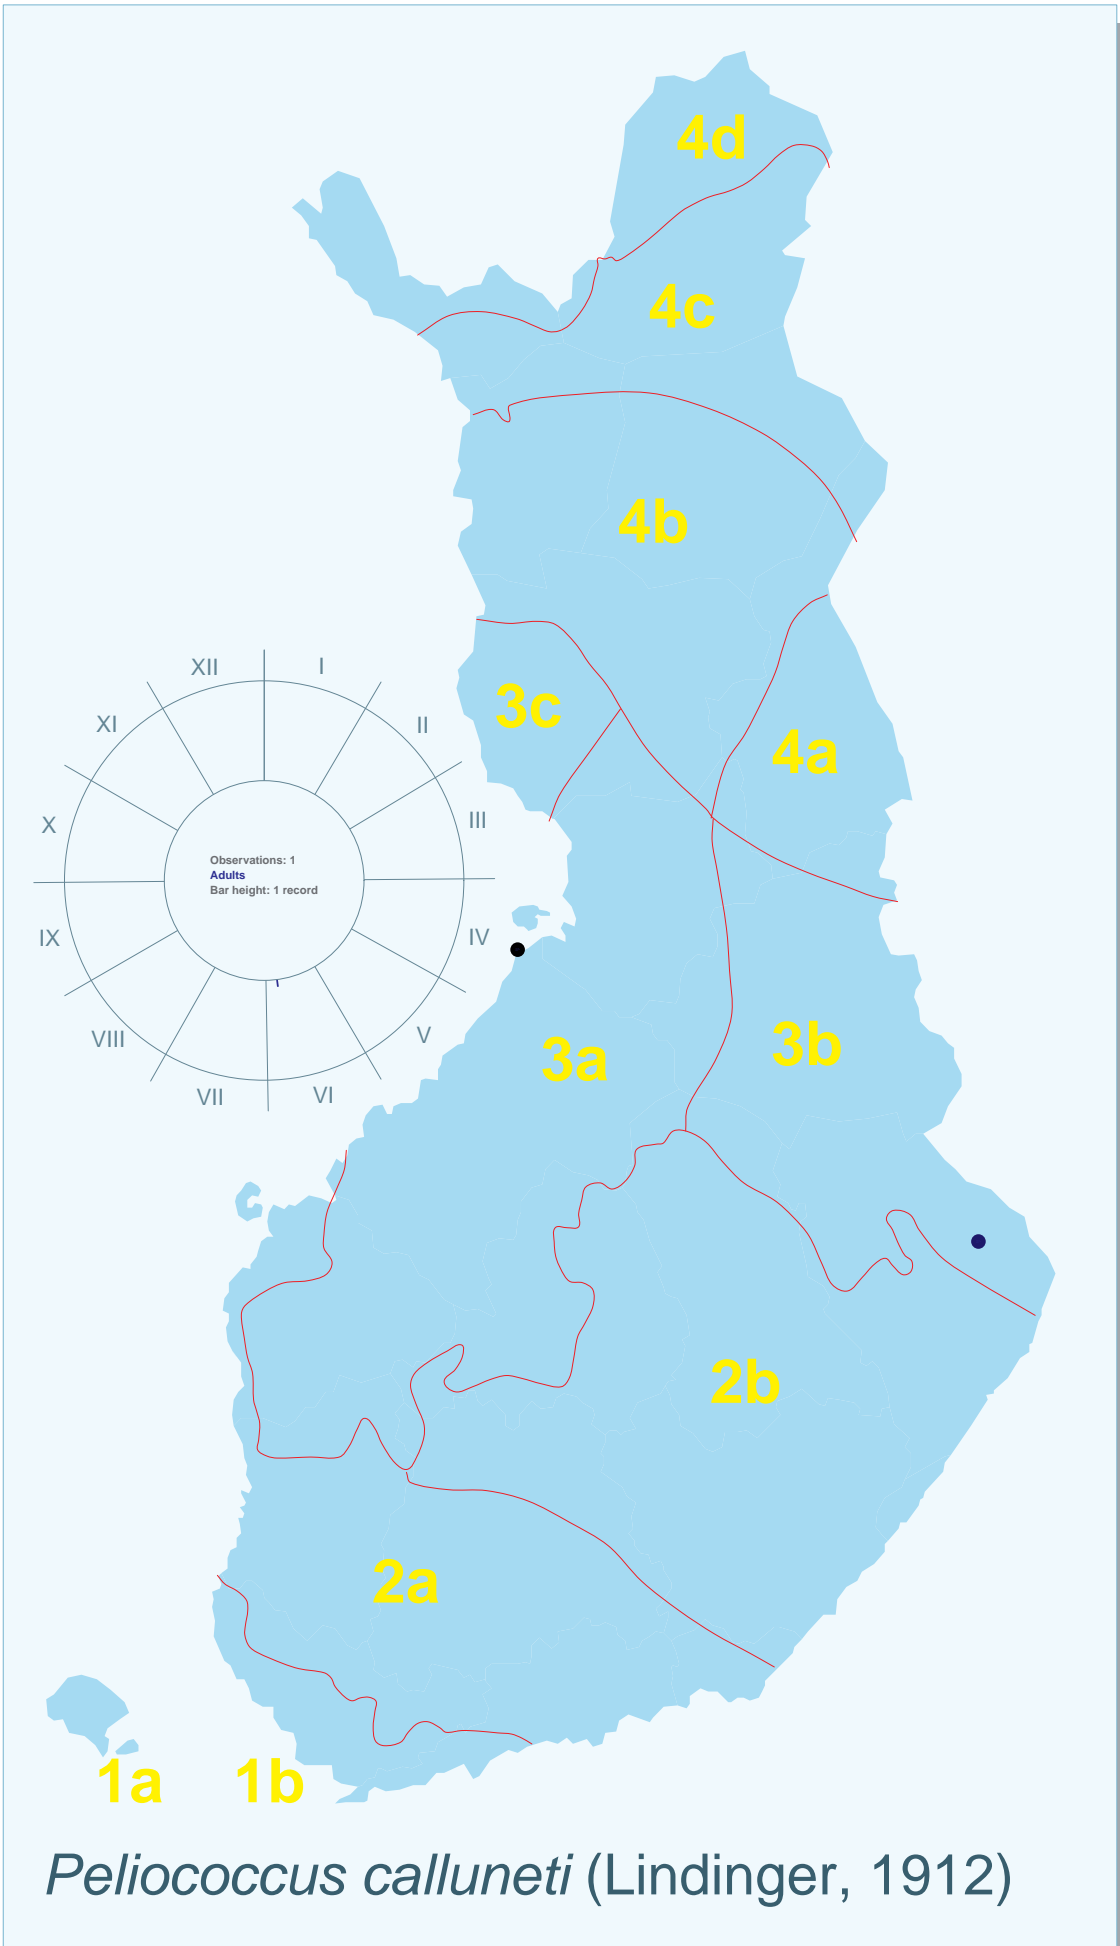 4d
4c
4b
3c
4a
XII
I
XI
II
X
III
Observations: 1
Adults
Bar height: 1 record
IX
IV
VIII
V
VII
VI
3a
3b
2b
2a
1a
1b
Peliococcus calluneti (Lindinger, 1912)